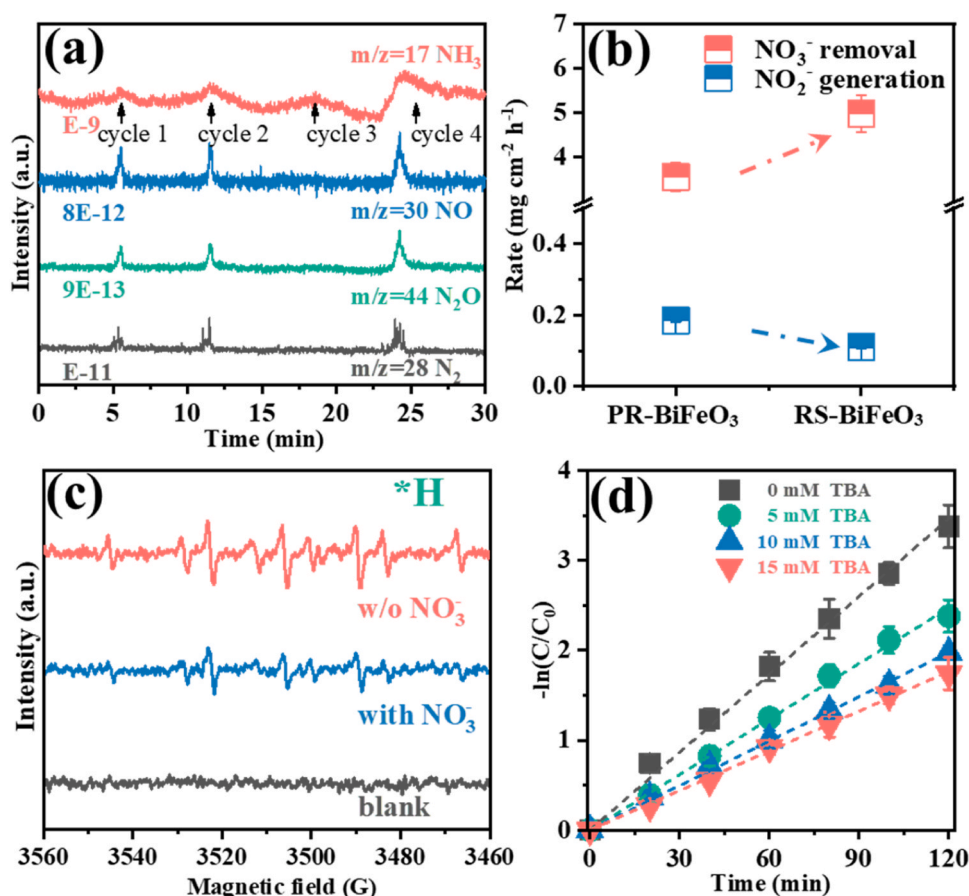 (a)
m/z=17 NH₃
E-9
cycle 1
cycle 2
cycle 3
cycle 4
8E-12
m/z=30 NO
9E-13
m/z=44 N₂O
E-11
m/z=28 N₂
0 5 10 15 20 25 30
Time (min)
Intensity (a.u.)
(b)
NO₃⁻ removal
NO₂⁻ generation
7
6
5
4
0.4
0.2
0.0
Rate (mg cm⁻² h⁻¹)
PR-BiFeO₃ RS-BiFeO₃
(c)
*H
w/o NO₃⁻
with NO₃⁻
blank
3560 3540 3520 3500 3480 3460
Magnetic field (G)
Intensity (a.u.)
(d)
0 mM TBA
5 mM TBA
10 mM TBA
15 mM TBA
4
3
2
1
0
-ln(C/C₀)
0 30 60 90 120
Time (min)